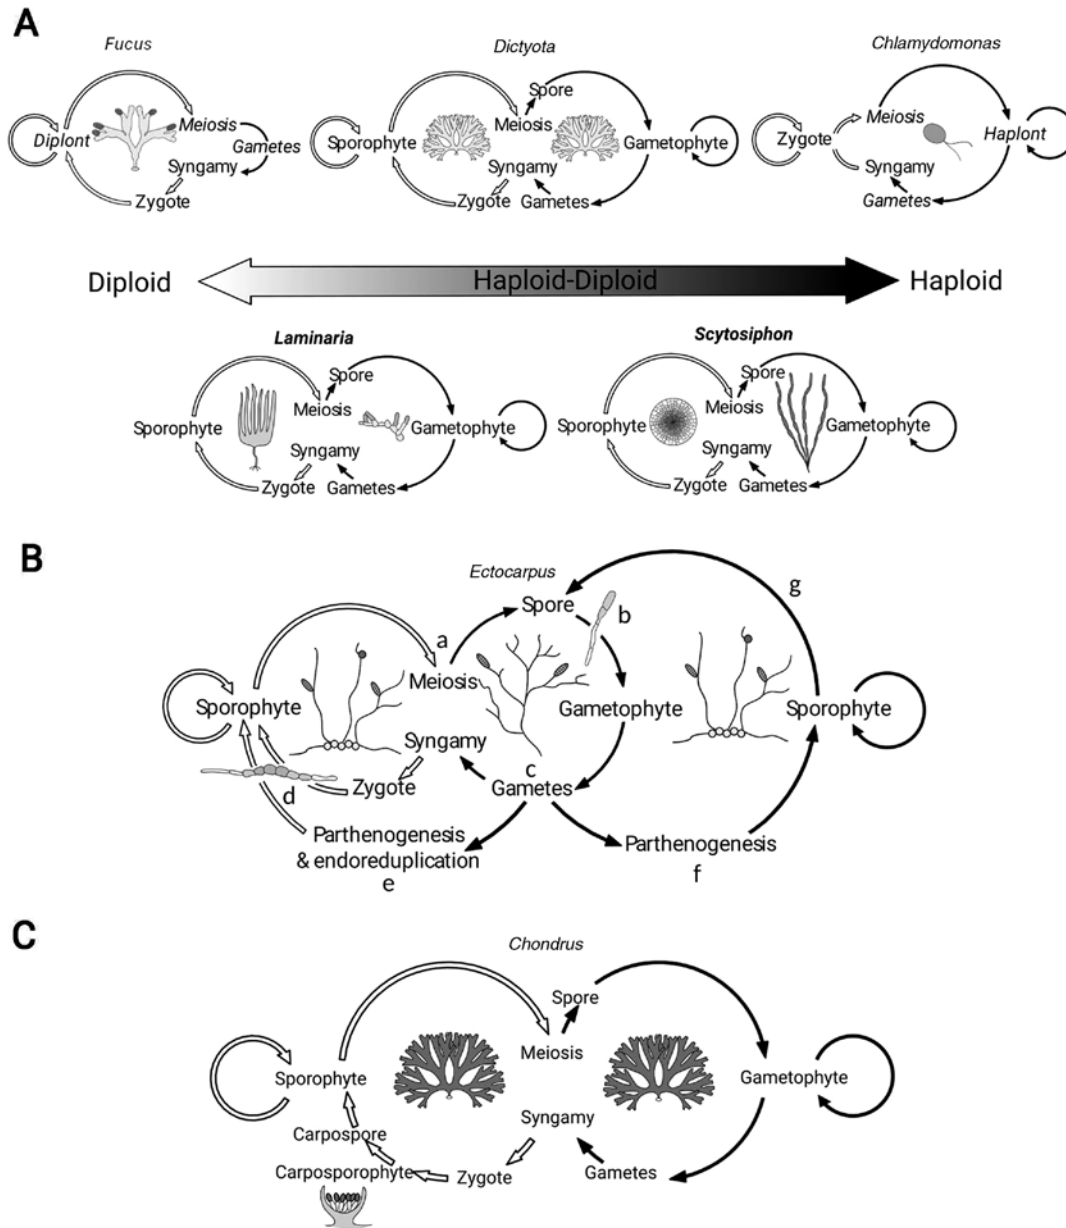 A
Fucus
Diplont
Meiosis
Gametes
Syngamy
Zygote
Dictyota
Spore
Meiosis
Sporophyte
Gametophyte
Syngamy
Zygote
Gametes
Chlamydomonas
Meiosis
Zygote
Haplont
Syngamy
Gametes
Diploid
Haploid-Diploid
Haploid
Laminaria
Spore
Meiosis
Sporophyte
Gametophyte
Syngamy
Zygote
Gametes
Scytosiphon
Spore
Meiosis
Sporophyte
Gametophyte
Syngamy
Zygote
Gametes
B
Ectocarpus
Spore
g
b
a
Meiosis
Sporophyte
Gametophyte
Sporophyte
Syngamy
c
Zygote
Gametes
d
Parthenogenesis
& endoreduplication
e
Parthenogenesis
f
C
Chondrus
Spore
Meiosis
Sporophyte
Gametophyte
Syngamy
Carpospore
Carposporophyte
Zygote
Gametes